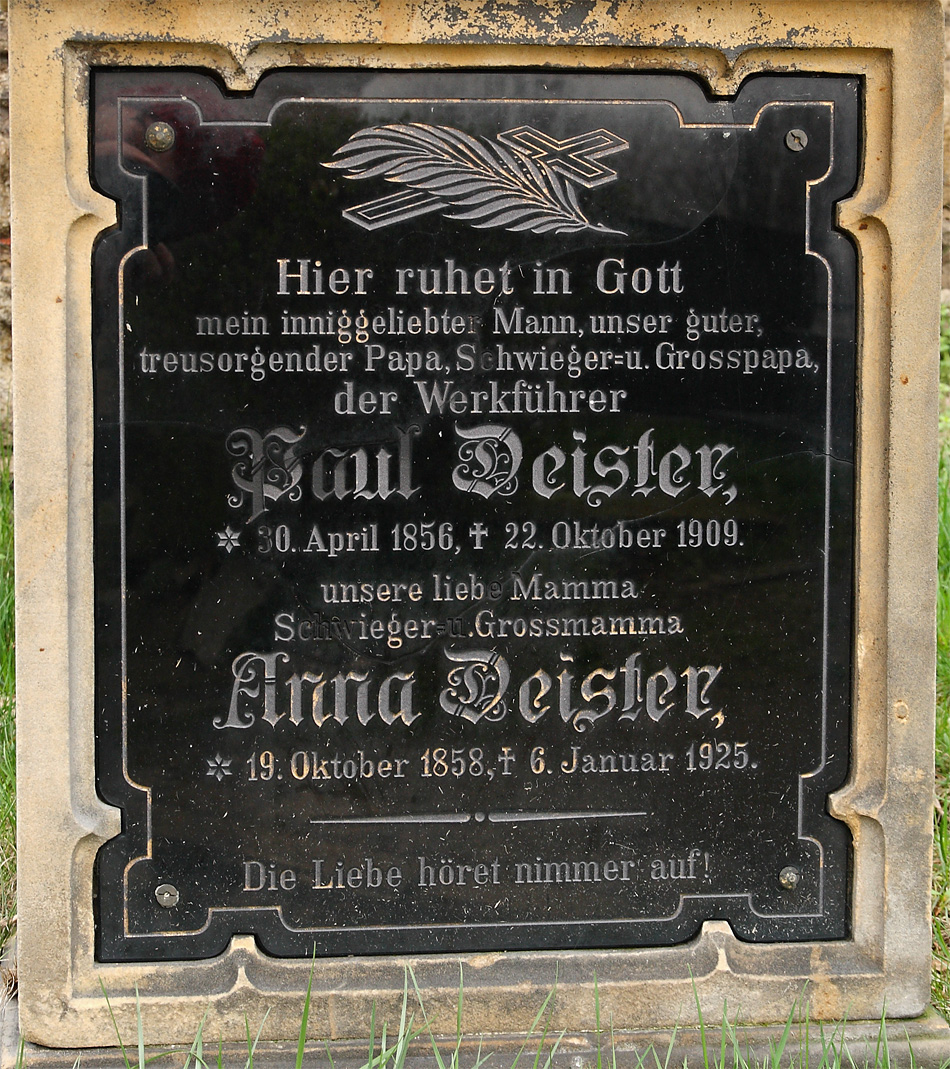 Hier ruhet in Gott
mein inniggeliebter Mann, unser guter,
treusorgender Papa, Schwieger=u. Grosspapa,
der Werkführer
Paul Deister,
* 30. April 1856, † 22. Oktober 1909.
unsere liebe Mamma
Schwieger=u. Grossmamma
Anna Deister,
* 19. Oktober 1858, † 6. Januar 1925.
Die Liebe höret nimmer auf!